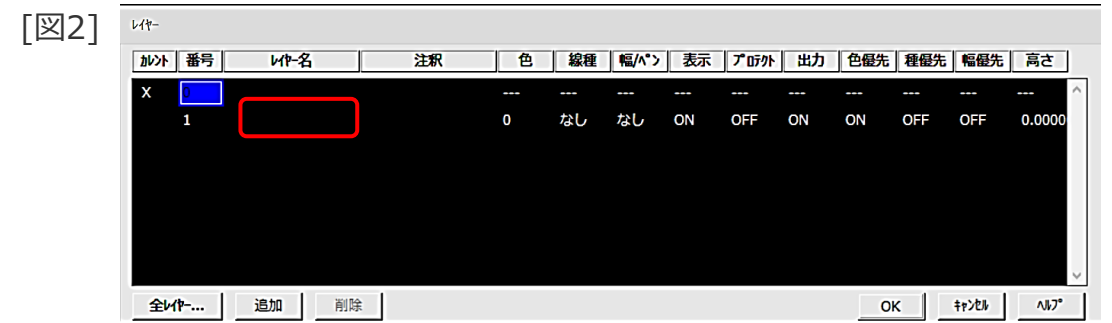 [図2]
レイヤー
カレント 番号 レイヤー名 注釈 色 線種 幅/ペン 表示 プロテクト 出力 色優先 種優先 幅優先 高さ
X 0 --- --- --- --- --- --- --- --- --- ---
1 0 なし なし ON OFF ON ON OFF OFF 0.0000
全レイヤー... 追加 削除 OK キャンセル ヘルプ